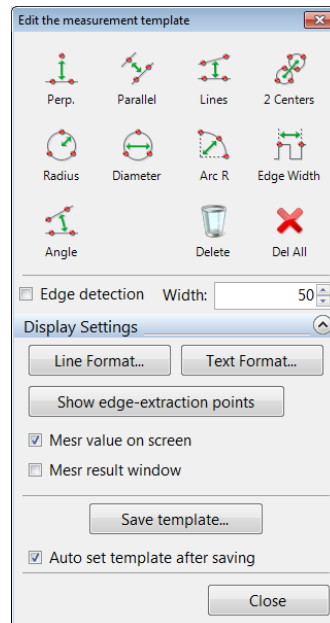 Edit the measurement template
Perp. Parallel Lines 2 Centers
Radius Diameter Arc R Edge Width
Angle Delete Del All
Edge detection Width: 50
Display Settings
Line Format... Text Format...
Show edge-extraction points
Mesr value on screen
Mesr result window
Save template...
Auto set template after saving
Close